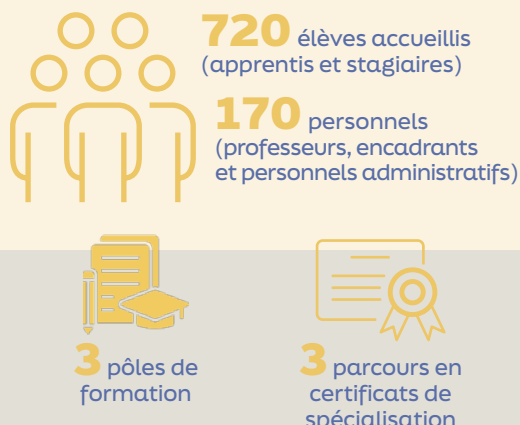 720 élèves accueillis
(apprentis et stagiaires)
170 personnels
(professeurs, encadrants
et personnels administratifs)
3 pôles de
formation
3 parcours en
certificats de
spécialisation